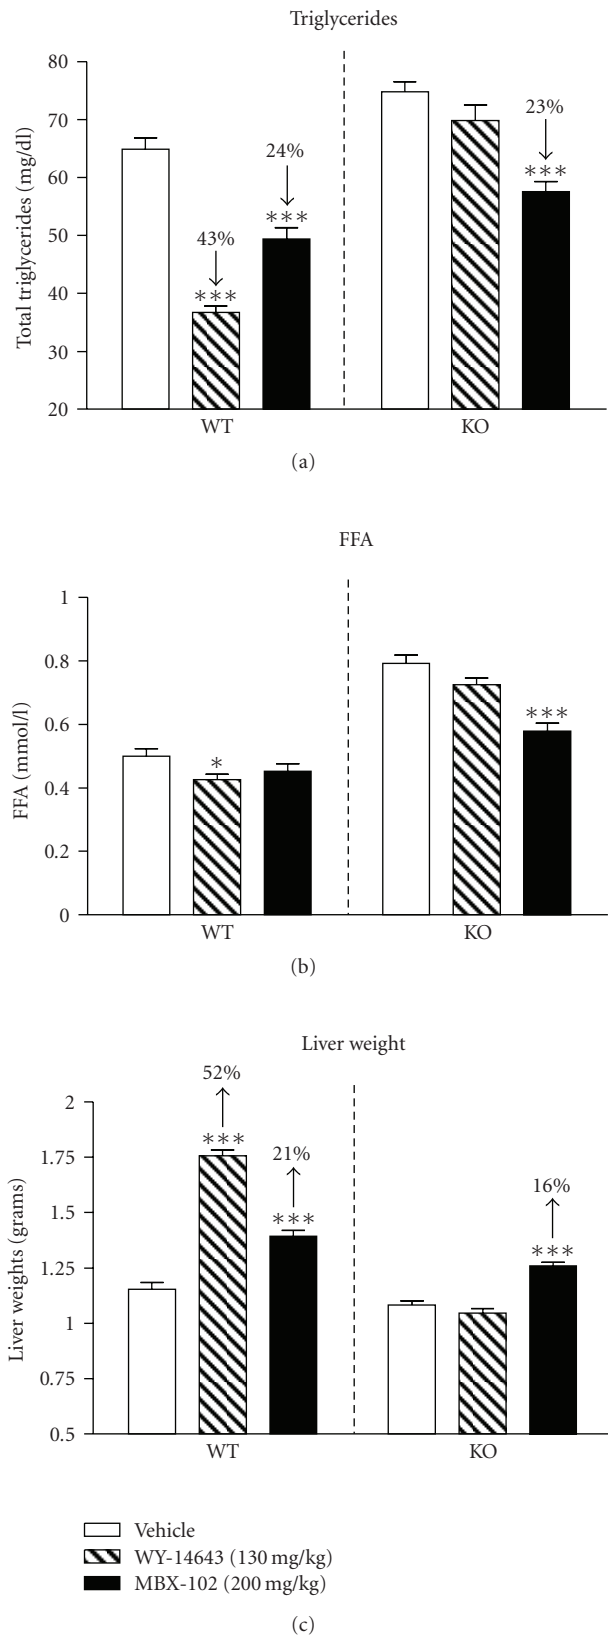 Triglycerides
Total triglycerides (mg/dl)
80
70
60
50
40
30
20
43%
∗∗∗
24%
∗∗∗
23%
∗∗∗
WT
KO
(a)
FFA
FFA (mmol/l)
1
0.8
0.6
0.4
0.2
0
∗
∗∗∗
WT
KO
(b)
Liver weight
Liver weights (grams)
2
1.75
1.5
1.25
1
0.75
0.5
52%
∗∗∗
21%
∗∗∗
16%
∗∗∗
WT
KO
Vehicle
WY-14643 (130 mg/kg)
MBX-102 (200 mg/kg)
(c)